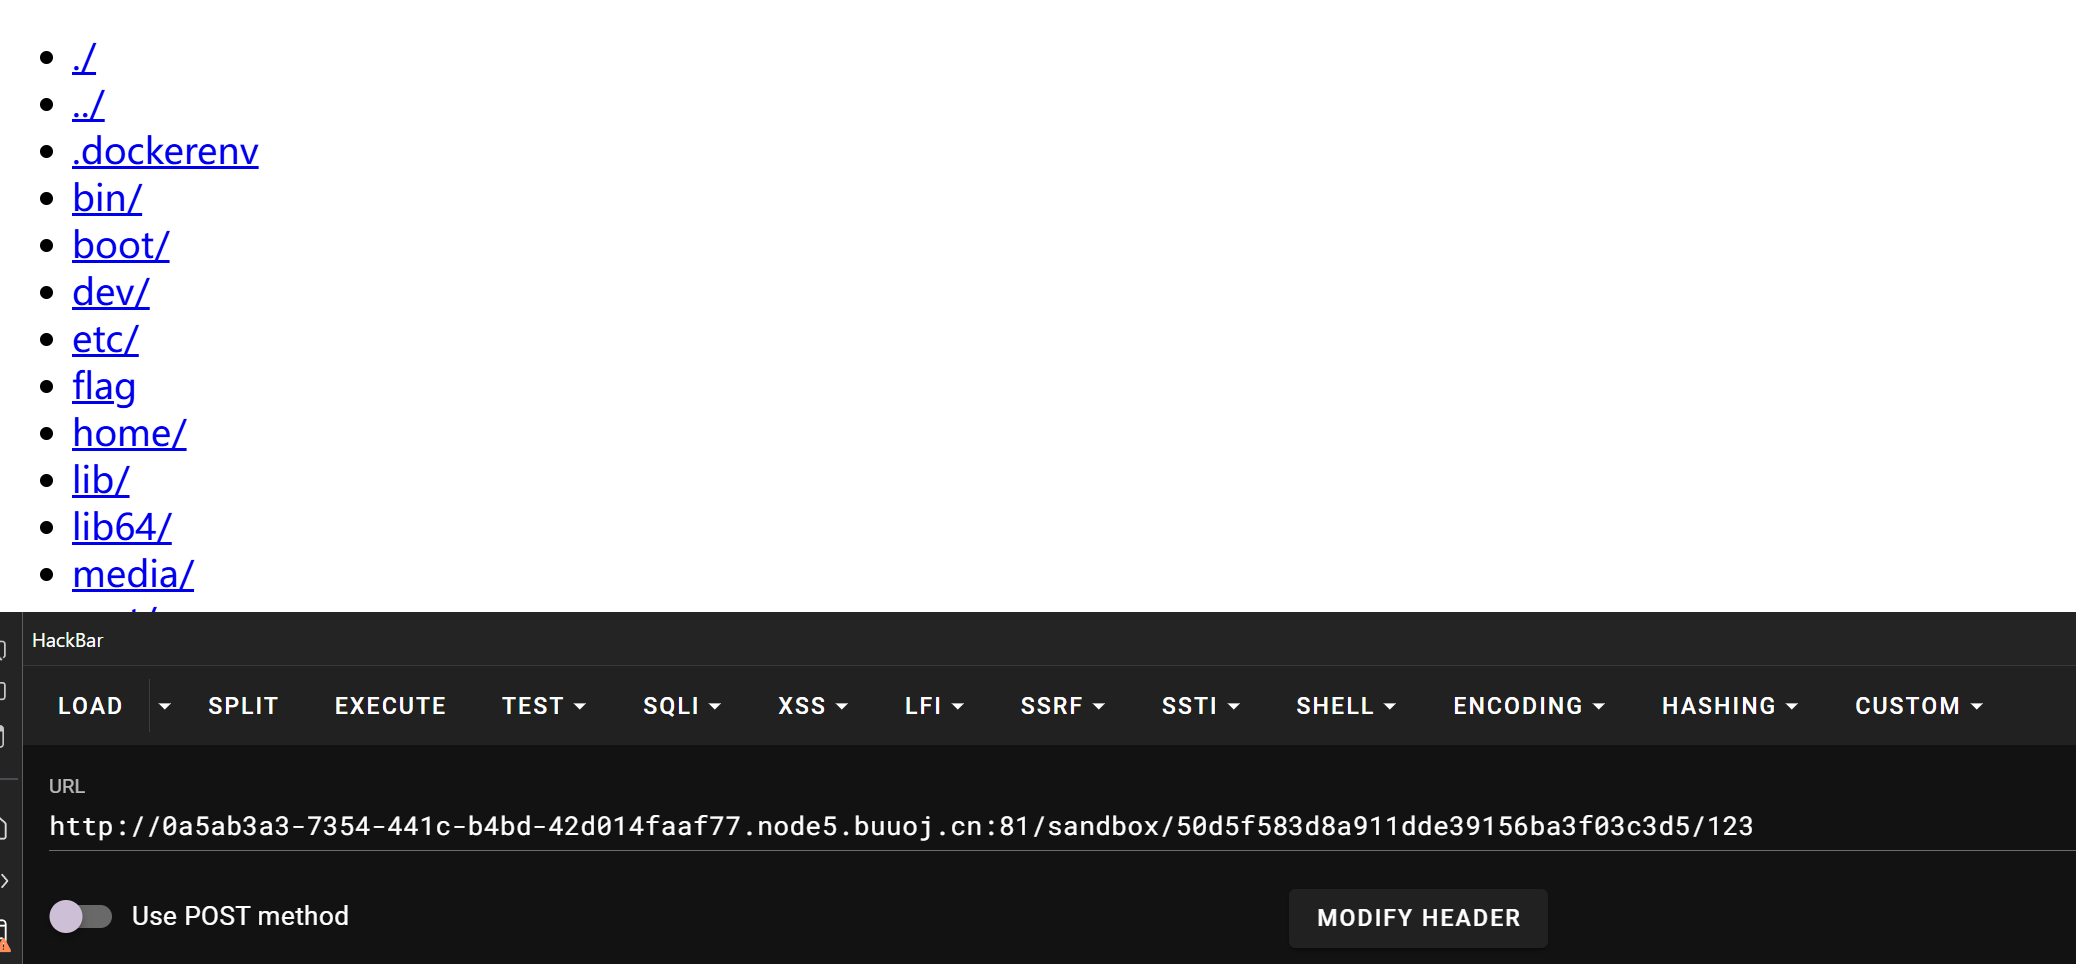 ./
../
.dockerenv
bin/
boot/
dev/
etc/
flag
home/
lib/
lib64/
media/
HackBar
LOAD SPLIT EXECUTE TEST SQLI XSS LFI SSRF SSTI SHELL ENCODING HASHING CUSTOM
URL
http://0a5ab3a3-7354-441c-b4bd-42d014faaf77.node5.buuoj.cn:81/sandbox/50d5f583d8a911dde39156ba3f03c3d5/123
Use POST method MODIFY HEADER